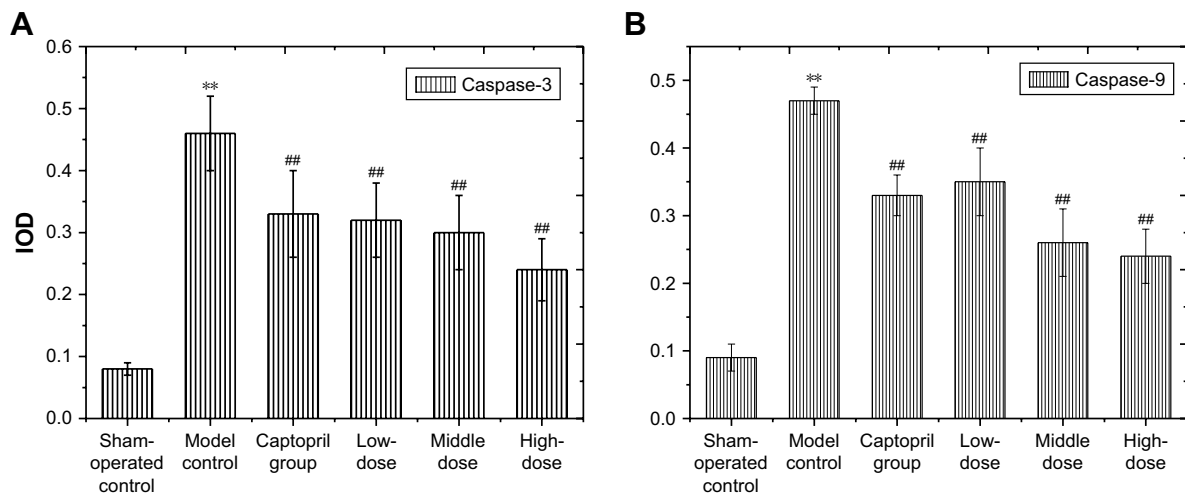 A
IOD
0.6
0.5
0.4
0.3
0.2
0.1
0.0
Caspase-3
**
##
##
##
##
Sham-
operated
control
Model
control
Captopril
group
Low-
dose
Middle
dose
High-
dose
B
0.5
0.4
0.3
0.2
0.1
0.0
Caspase-9
**
##
##
##
##
Sham-
operated
control
Model
control
Captopril
group
Low-
dose
Middle
dose
High-
dose